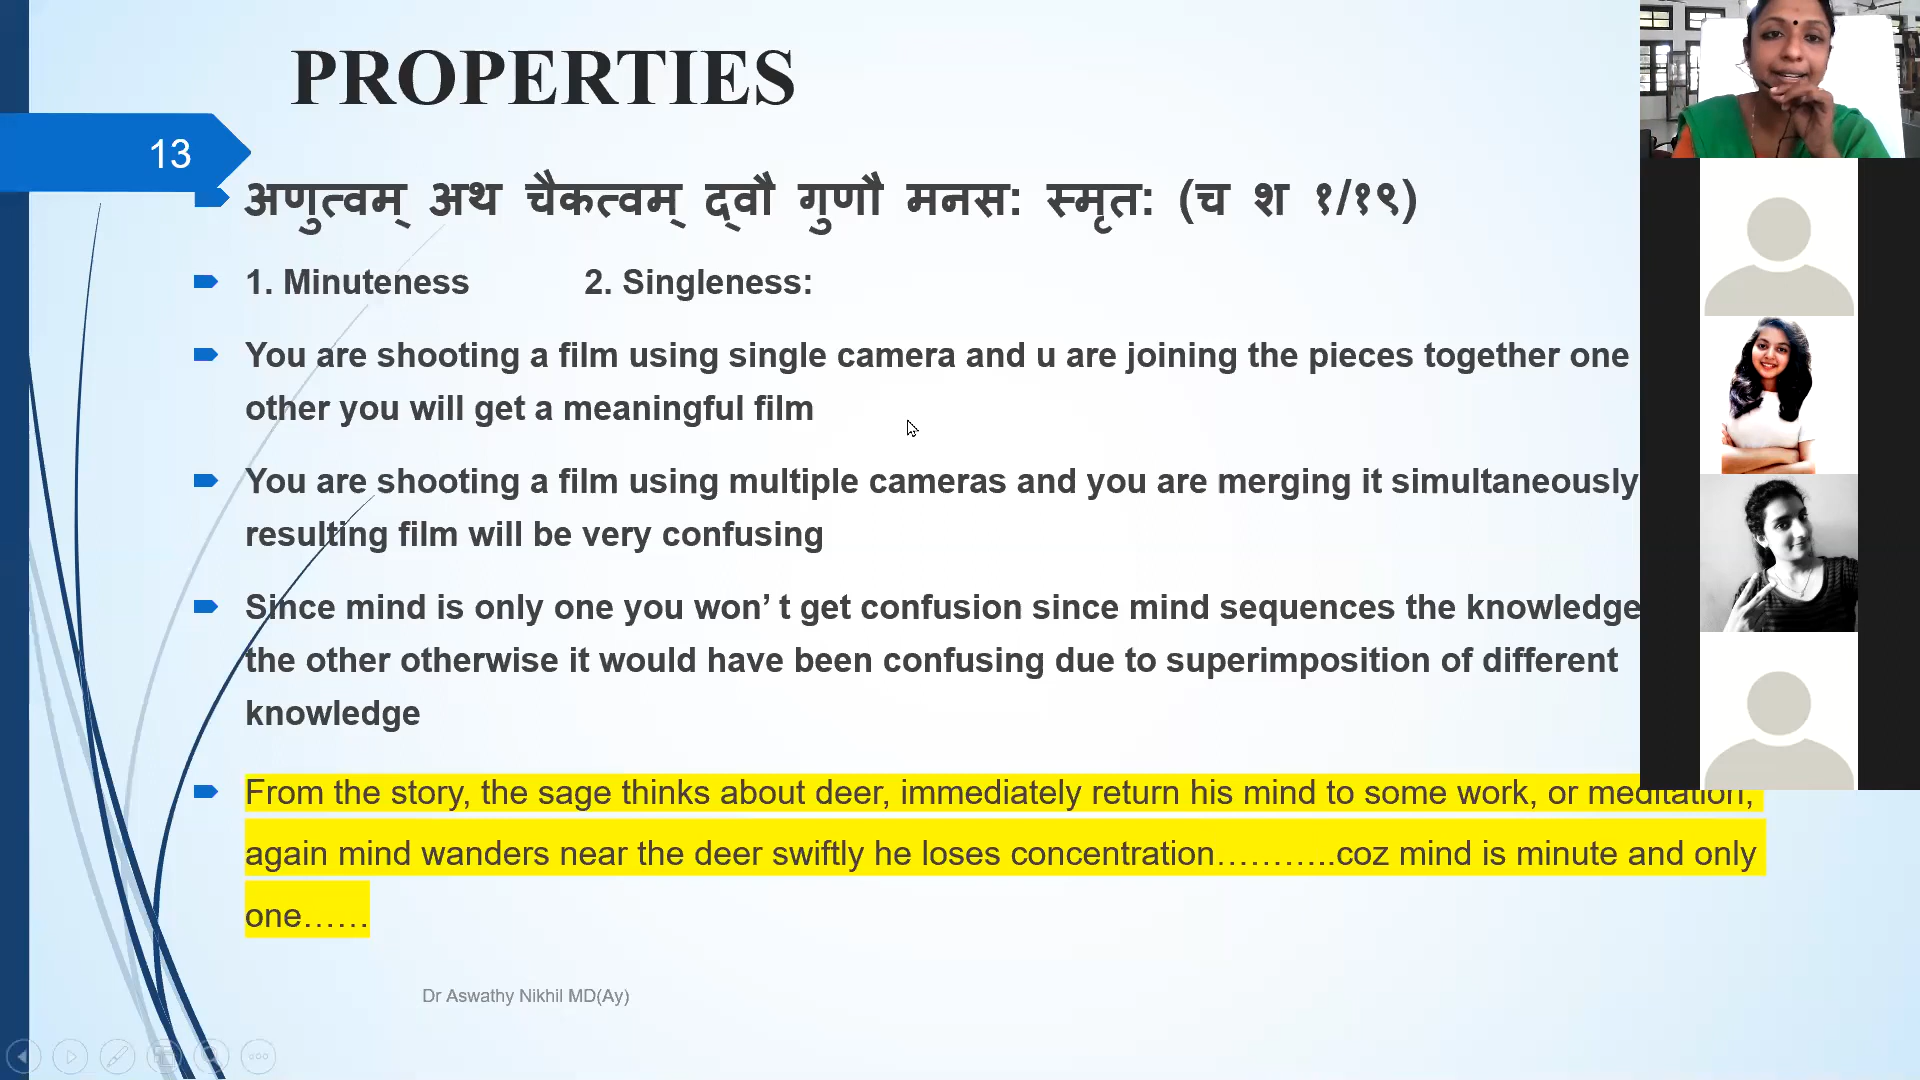 PROPERTIES
13
अणुत्वम् अथ चैकत्वम् द्वौ गुणौ मनस: स्मृत: (च श १/१९)
1. Minuteness 2. Singleness:
You are shooting a film using single camera and u are joining the pieces together one
other you will get a meaningful film
You are shooting a film using multiple cameras and you are merging it simultaneously
resulting film will be very confusing
Since mind is only one you won’ t get confusion since mind sequences the knowledge
the other otherwise it would have been confusing due to superimposition of different
knowledge
From the story, the sage thinks about deer, immediately return his mind to some work, or meditation,
again mind wanders near the deer swiftly he loses concentration………..coz mind is minute and only
one……
Dr Aswathy Nikhil MD(Ay)